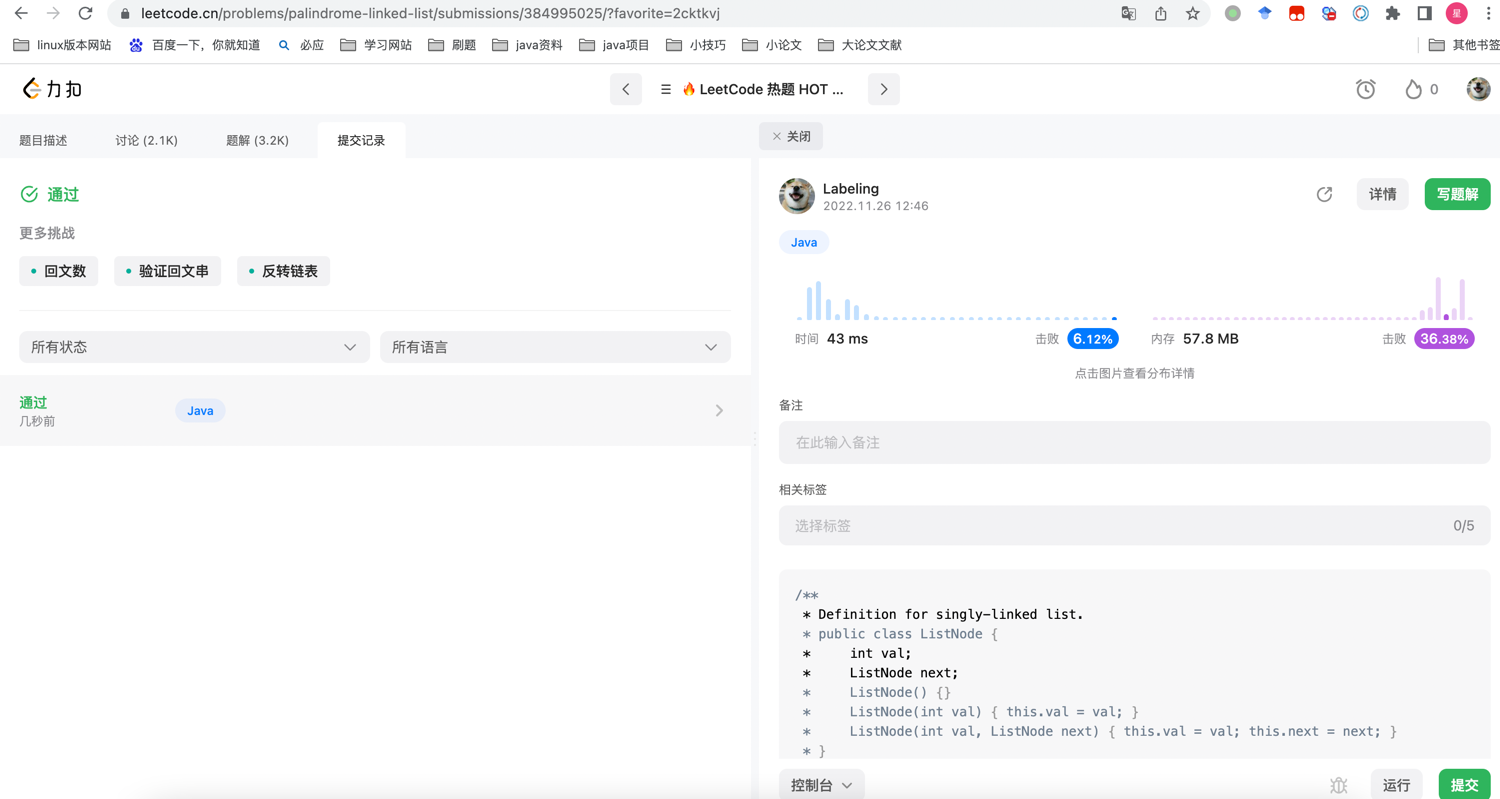 leetcode.cn/problems/palindrome-linked-list/submissions/384995025/?favorite=2cktkvj
星
linux版本网站 百度一下，你就知道 必应 学习网站 刷题 java资料 java项目 小技巧 小论文 大论文文献 其他书签
力扣 LeetCode 热题 HOT ... 0
题目描述 讨论 (2.1K) 题解 (3.2K) 提交记录 关闭
通过
更多挑战
回文数 验证回文串 反转链表
所有状态 所有语言
通过 Java
几秒前
Labeling 详情 写题解
2022.11.26 12:46
Java
时间 43 ms 击败 6.12% 内存 57.8 MB 击败 36.38%
点击图片查看分布详情
备注
在此输入备注
相关标签
选择标签 0/5
/**
 * Definition for singly-linked list.
 * public class ListNode {
 *     int val;
 *     ListNode next;
 *     ListNode() {}
 *     ListNode(int val) { this.val = val; }
 *     ListNode(int val, ListNode next) { this.val = val; this.next = next; }
 * }
控制台 运行 提交